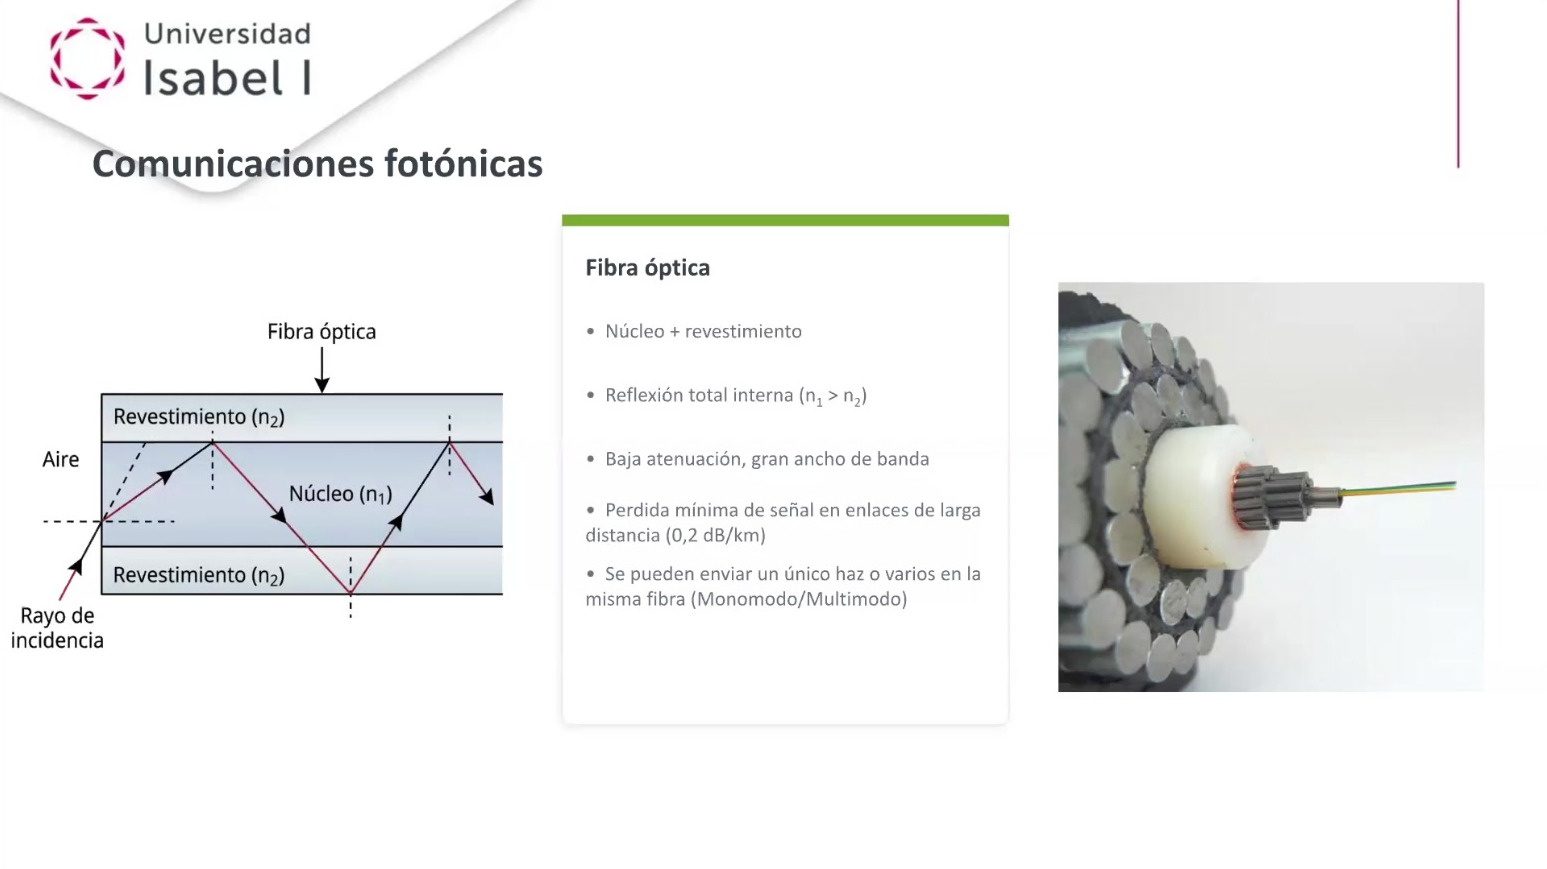 Universidad
Isabel I
Comunicaciones fotónicas
Fibra óptica
Revestimiento (n₂)
Aire
Núcleo (n₁)
Revestimiento (n₂)
Rayo de
incidencia
Fibra óptica
• Núcleo + revestimiento
• Reflexión total interna (n₁ > n₂)
• Baja atenuación, gran ancho de banda
• Perdida mínima de señal en enlaces de larga
distancia (0,2 dB/km)
• Se pueden enviar un único haz o varios en la
misma fibra (Monomodo/Multimodo)